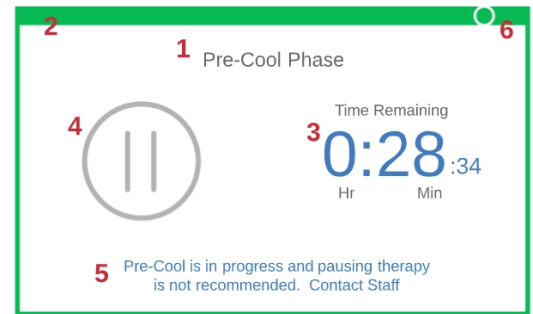 2
6
1 Pre-Cool Phase
4
Time Remaining
3 0:28:34
Hr Min
5 Pre-Cool is in progress and pausing therapy
is not recommended. Contact Staff